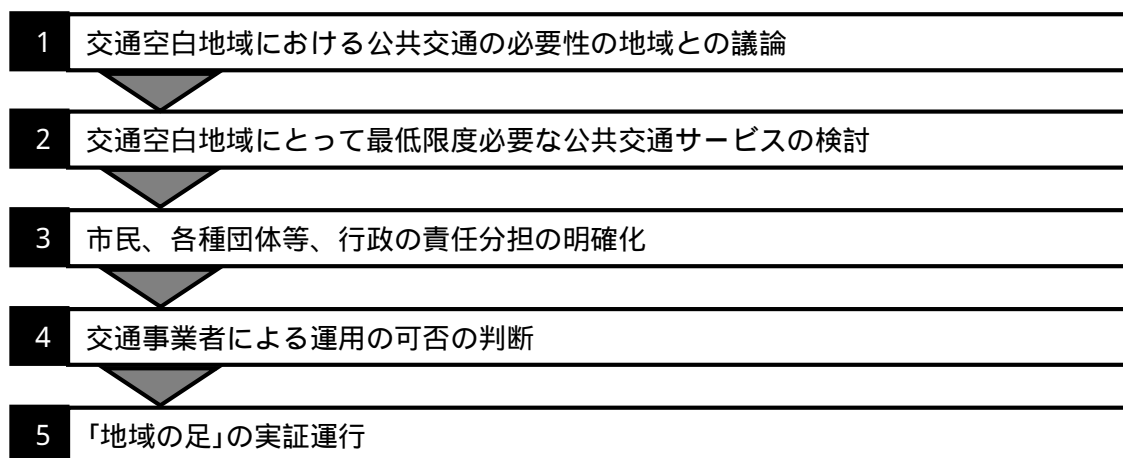 1 交通空白地域における公共交通の必要性の地域との議論
2 交通空白地域にとって最低限度必要な公共交通サービスの検討
3 市民、各種団体等、行政の責任分担の明確化
4 交通事業者による運用の可否の判断
5 「地域の足」の実証運行